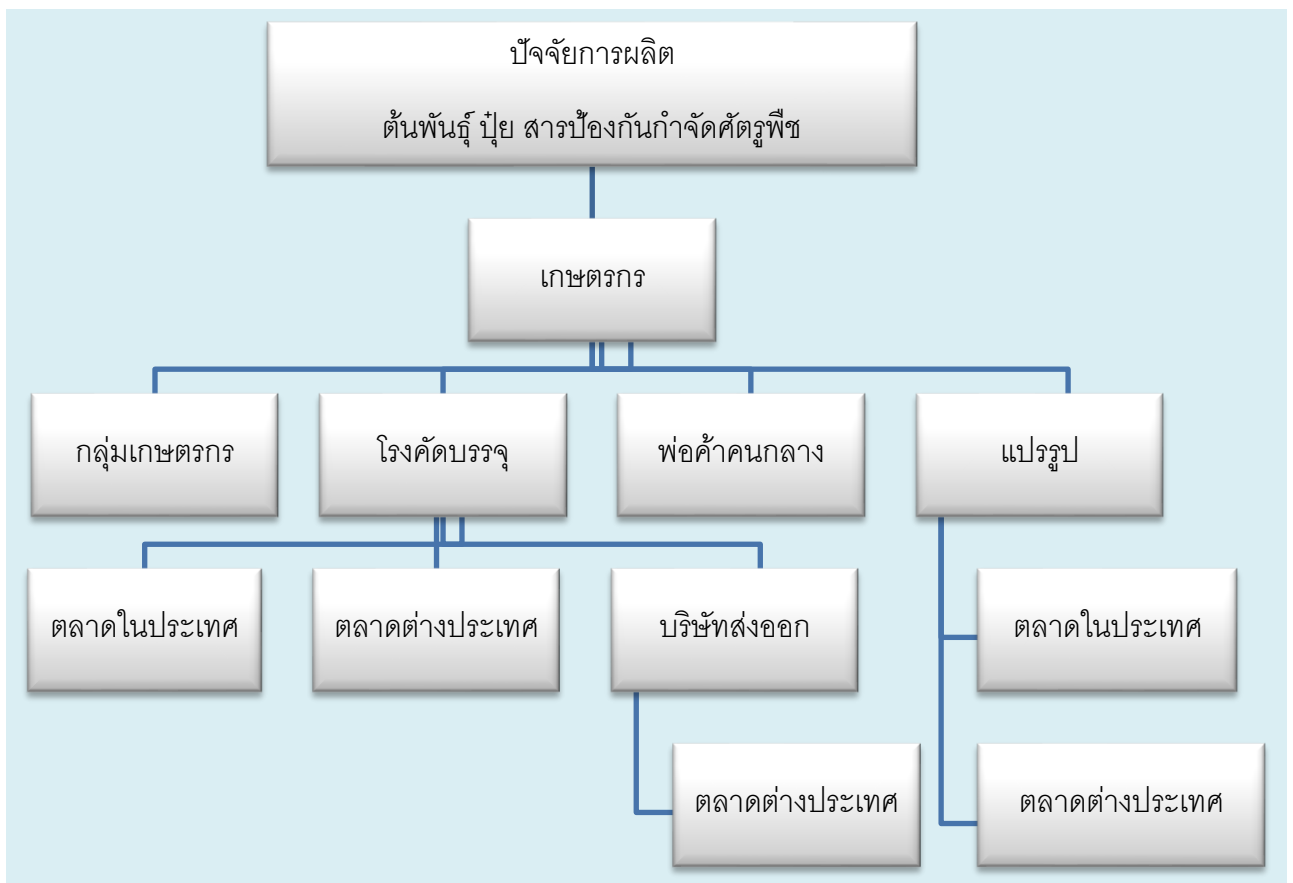 ปัจจัยการผลิต
ต้นพันธุ์ ปุ๋ย สารป้องกันกำจัดศัตรูพืช
เกษตรกร
กลุ่มเกษตรกร
โรงคัดบรรจุ
พ่อค้าคนกลาง
แปรรูป
ตลาดในประเทศ
ตลาดต่างประเทศ
บริษัทส่งออก
ตลาดในประเทศ
ตลาดต่างประเทศ
ตลาดต่างประเทศ